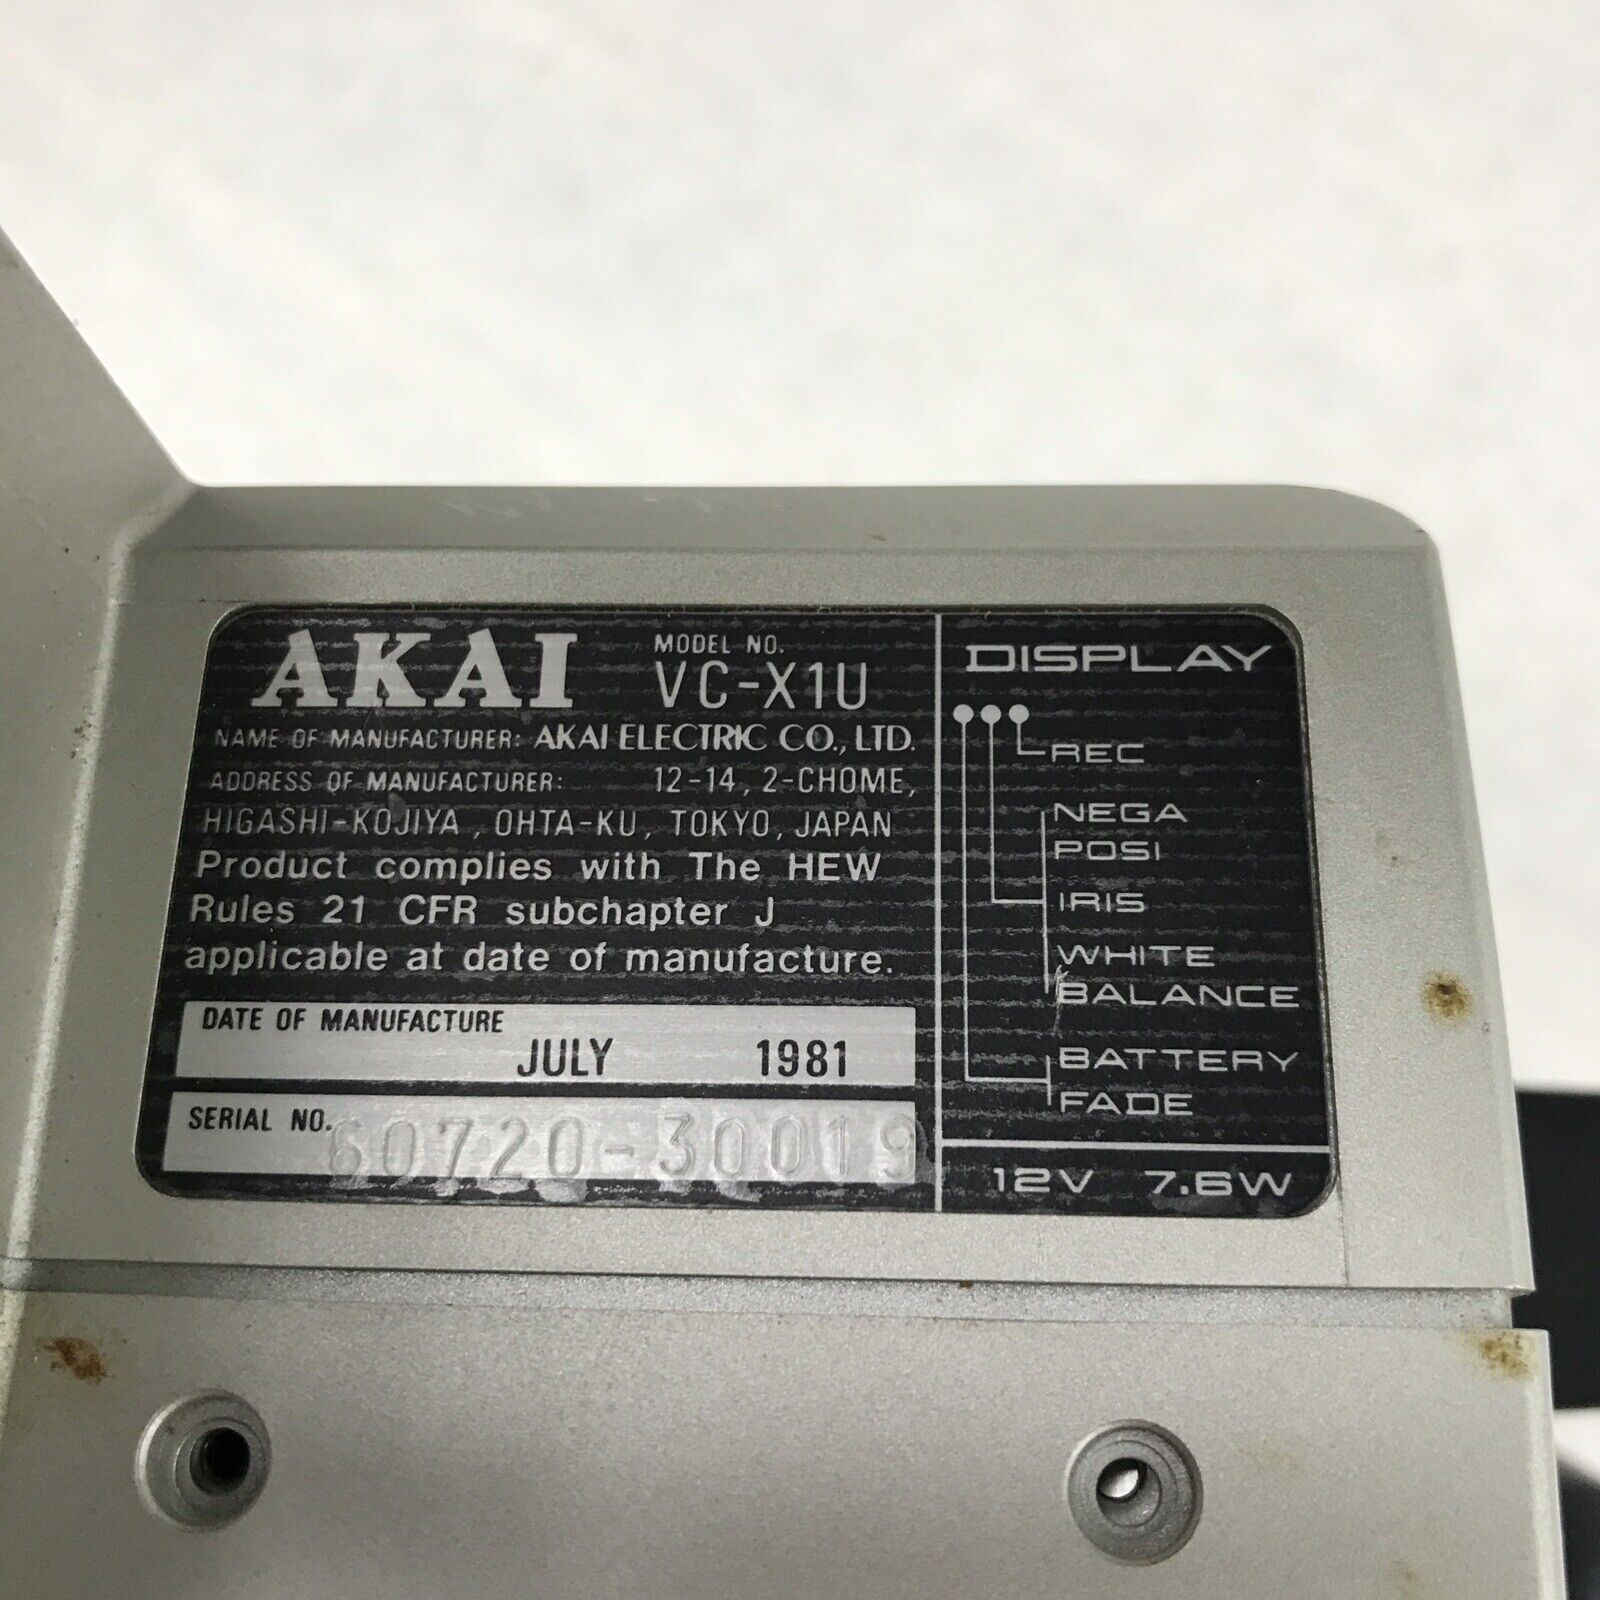 AKAI MODEL NO.
VC-X1U
NAME OF MANUFACTURER: AKAI ELECTRIC CO., LTD.
ADDRESS OF MANUFACTURER: 12-14, 2-CHOME,
HIGASHI-KOJIYA, OHTA-KU, TOKYO, JAPAN
Product complies with The HEW
Rules 21 CFR subchapter J
applicable at date of manufacture.
DATE OF MANUFACTURE
JULY 1981
SERIAL NO. 60720-30019
DISPLAY
REC
NEGA
POSI
IRIS
WHITE
BALANCE
BATTERY
FADE
12V 7.6W